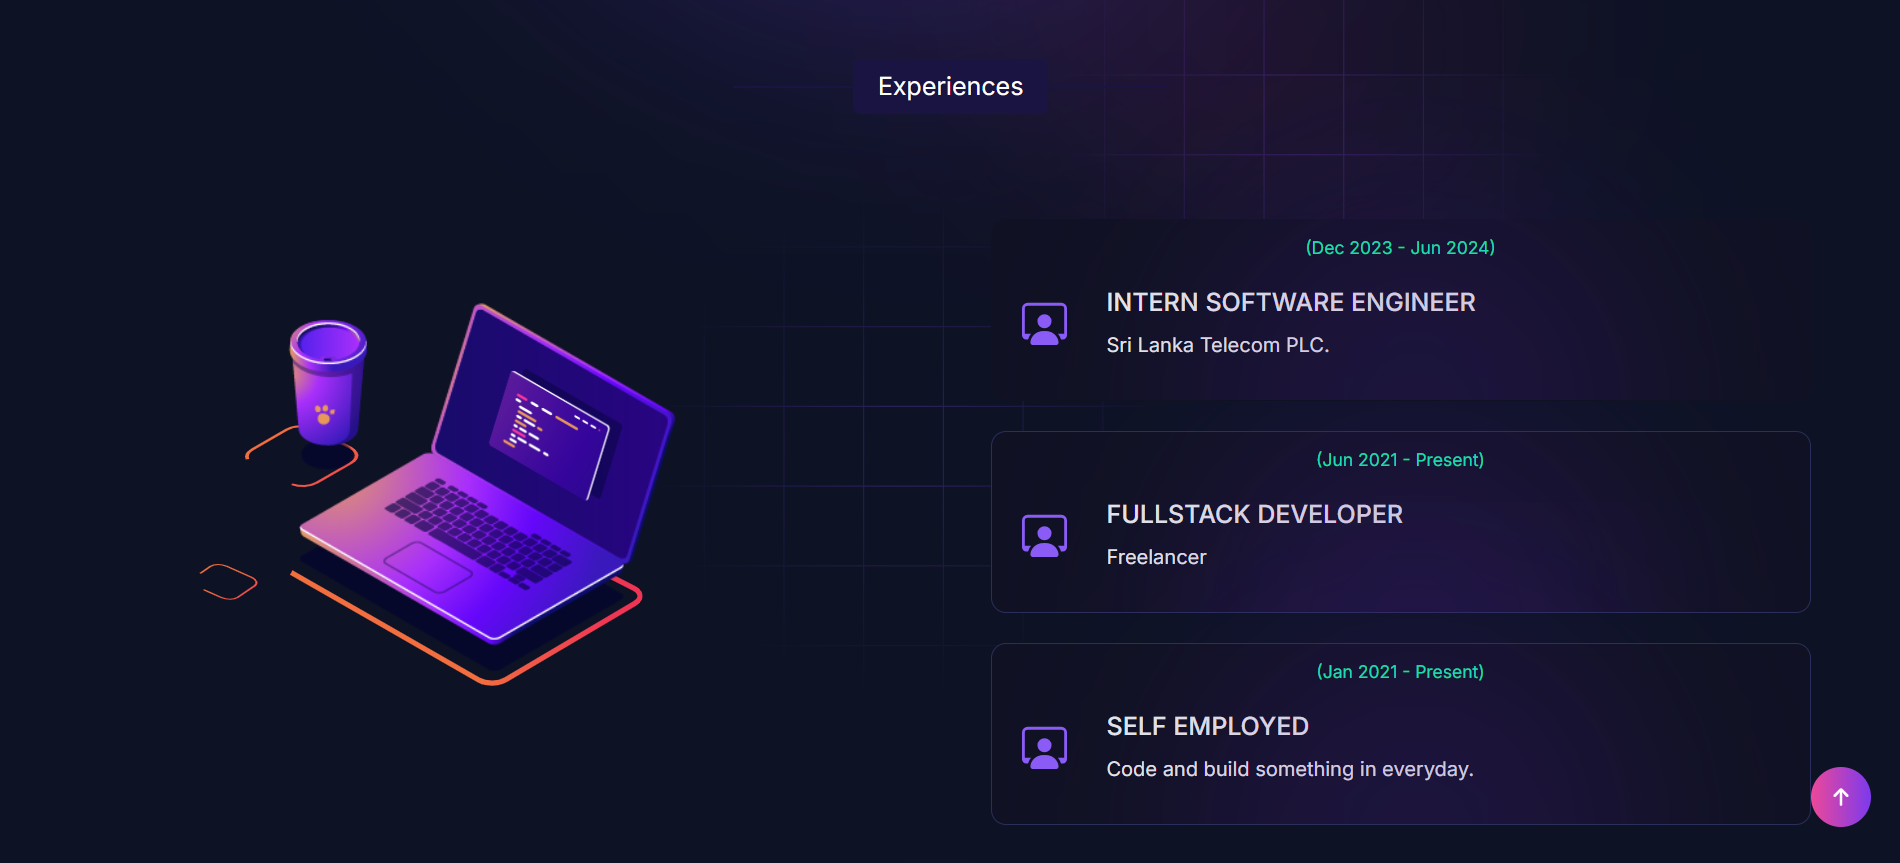 Experiences
(Dec 2023 - Jun 2024)
INTERN SOFTWARE ENGINEER
Sri Lanka Telecom PLC.
(Jun 2021 - Present)
FULLSTACK DEVELOPER
Freelancer
(Jan 2021 - Present)
SELF EMPLOYED
Code and build something in everyday.